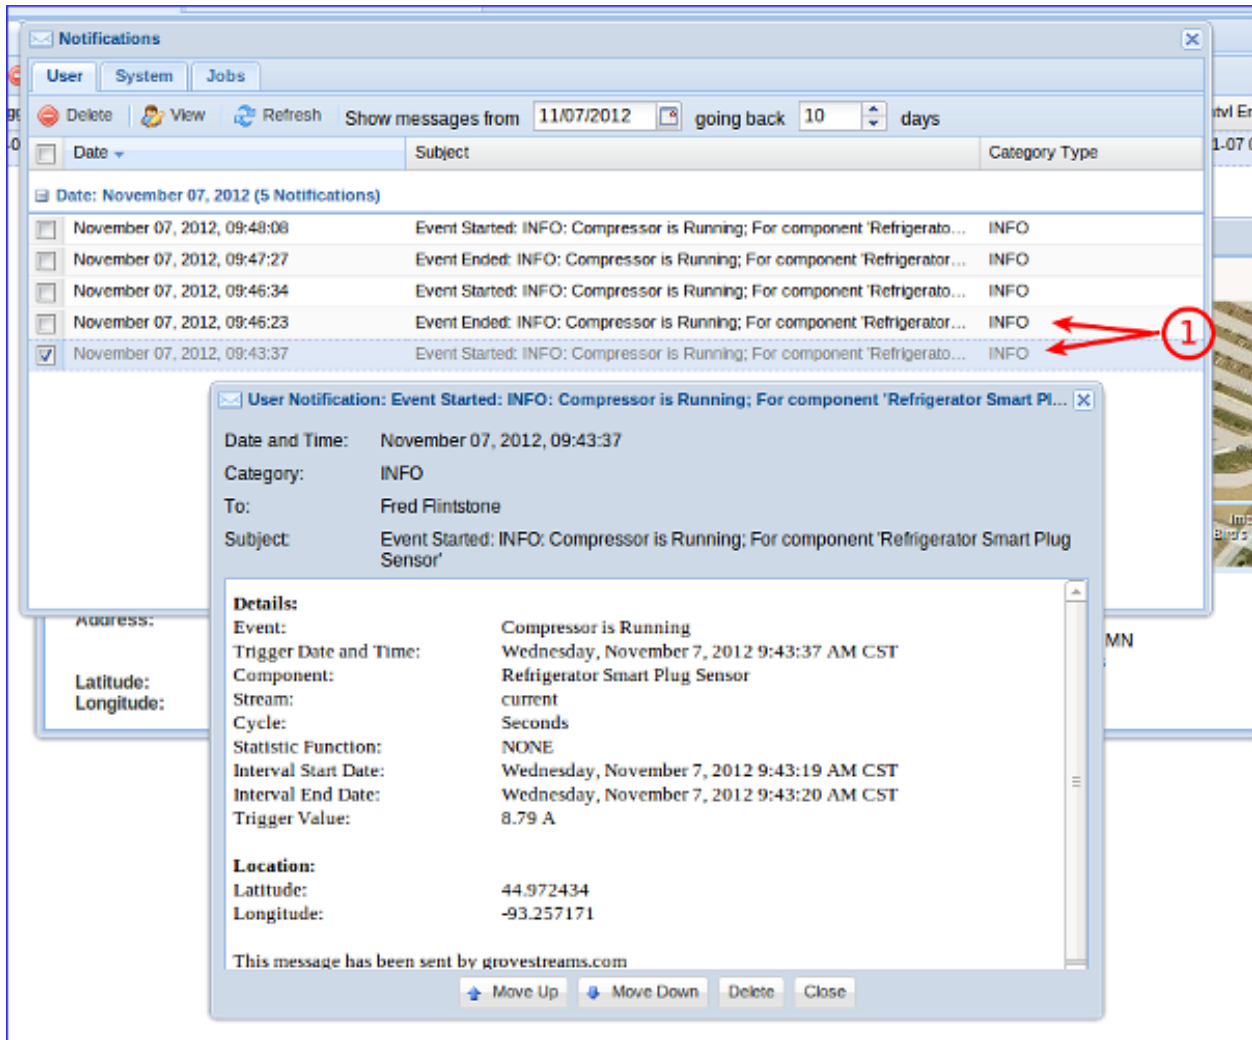 Notifications
User System Jobs
Delete View Refresh Show messages from 11/07/2012 going back 10 days
Date Subject Category Type
Date: November 07, 2012 (5 Notifications)
November 07, 2012, 09:48:08 Event Started: INFO: Compressor is Running; For component 'Refrigerato... INFO
November 07, 2012, 09:47:27 Event Ended: INFO: Compressor is Running; For component 'Refrigerator... INFO
November 07, 2012, 09:46:34 Event Started: INFO: Compressor is Running; For component 'Refrigerato... INFO
November 07, 2012, 09:46:23 Event Ended: INFO: Compressor is Running; For component 'Refrigerator... INFO
1
November 07, 2012, 09:43:37 Event Started: INFO: Compressor is Running; For component 'Refrigerato... INFO
User Notification: Event Started: INFO: Compressor is Running; For component 'Refrigerator Smart Pl...
Date and Time: November 07, 2012, 09:43:37
Category: INFO
To: Fred Flintstone
Subject: Event Started: INFO: Compressor is Running; For component 'Refrigerator Smart Plug
Sensor'
Details:
Event: Compressor is Running
Trigger Date and Time: Wednesday, November 7, 2012 9:43:37 AM CST
Component: Refrigerator Smart Plug Sensor
Stream: current
Cycle: Seconds
Statistic Function: NONE
Interval Start Date: Wednesday, November 7, 2012 9:43:19 AM CST
Interval End Date: Wednesday, November 7, 2012 9:43:20 AM CST
Trigger Value: 8.79 A
Location:
Latitude: 44.972434
Longitude: -93.257171
This message has been sent by grovestreams.com
Move Up Move Down Delete Close
Address:
MN
Latitude:
Longitude: